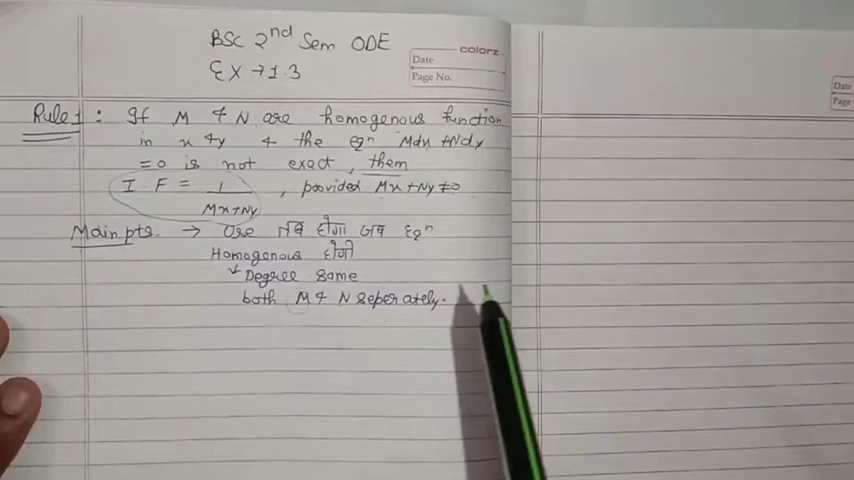 BSC 2nd Sem ODE
EX → 1.3
colorz
Date
Page No.
Date
Page
Rule 1 : If M & N are homogenous function
in x & y & the Eqn Mdx + Ndy
= 0 is not exact, them
I F = 1/(Mx+Ny) , provided Mx + Ny ≠ 0
Main pts. → Use तब होगा जब Eqn
Homogenous होगी
↓ Degree same
both M & N seperately.